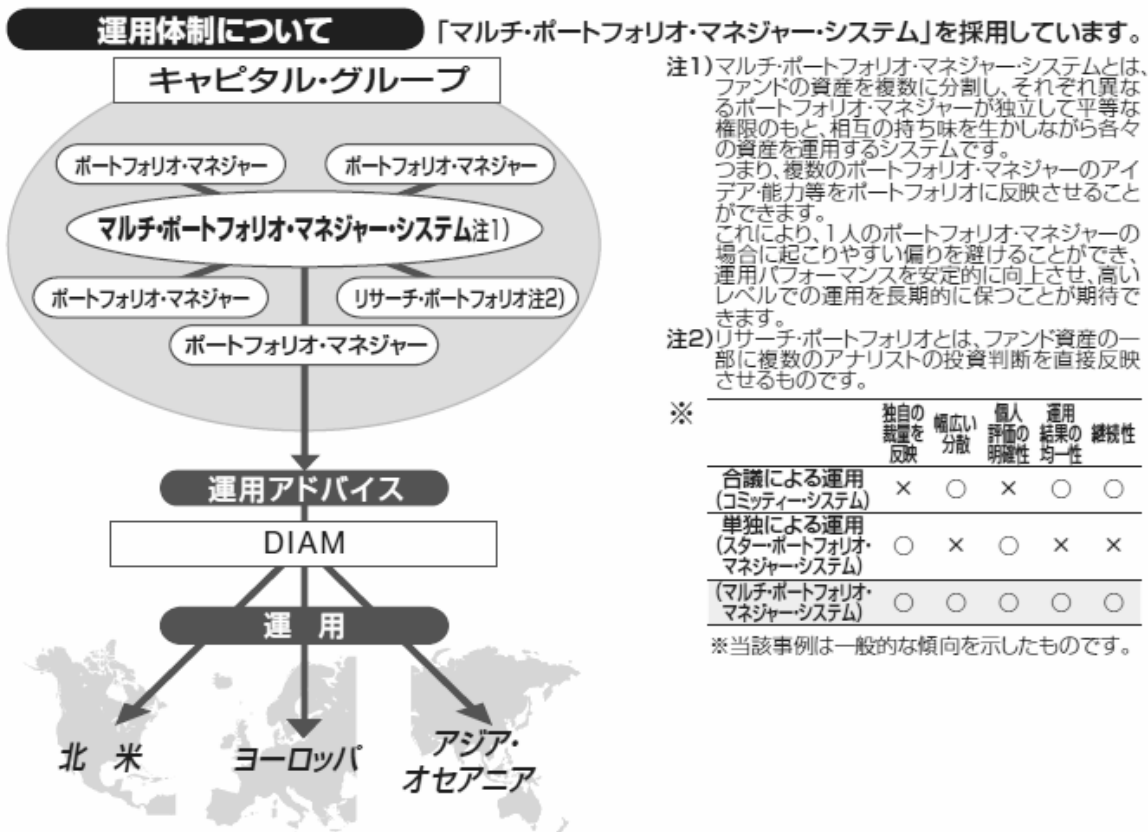 運用体制について
「マルチ・ポートフォリオ・マネジャー・システム」を採用しています。
キャピタル・グループ
ポートフォリオ・マネジャー
ポートフォリオ・マネジャー
マルチ・ポートフォリオ・マネジャー・システム注1)
ポートフォリオ・マネジャー
リサーチ・ポートフォリオ注2)
ポートフォリオ・マネジャー
運用アドバイス
DIAM
運 用
北 米
ヨーロッパ
アジア・
オセアニア
注1)マルチ・ポートフォリオ・マネジャー・システムとは、
ファンドの資産を複数に分割し、それぞれ異な
るポートフォリオ・マネジャーが独立して平等な
権限のもと、相互の持ち味を生かしながら各々
の資産を運用するシステムです。
つまり、複数のポートフォリオ・マネジャーのアイ
デア・能力等をポートフォリオに反映させること
ができます。
これにより、1人のポートフォリオ・マネジャーの
場合に起こりやすい偏りを避けることができ、
運用パフォーマンスを安定的に向上させ、高い
レベルでの運用を長期的に保つことが期待で
きます。
注2)リサーチ・ポートフォリオとは、ファンド資産の一
部に複数のアナリストの投資判断を直接反映
させるものです。
※
独自の
裁量を
反映
幅広い
分散
個人
評価の
明確性
運用
結果の
均一性
継続性
合議による運用
(コミッティー・システム)
× ○ × ○ ○
単独による運用
(スター・ポートフォリオ・
マネジャー・システム)
○ × ○ × ×
(マルチ・ポートフォリオ・
マネジャー・システム)
○ ○ ○ ○ ○
※当該事例は一般的な傾向を示したものです。